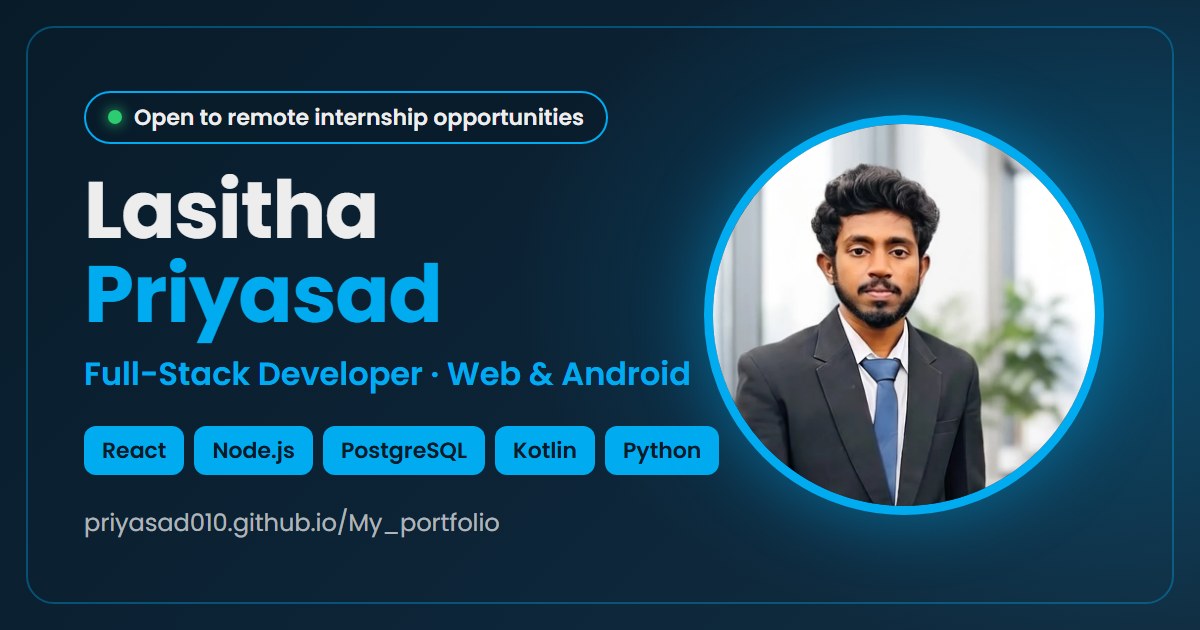 Open to remote internship opportunities
Lasitha
Priyasad
Full-Stack Developer · Web & Android
React Node.js PostgreSQL Kotlin Python
priyasad010.github.io/My_portfolio